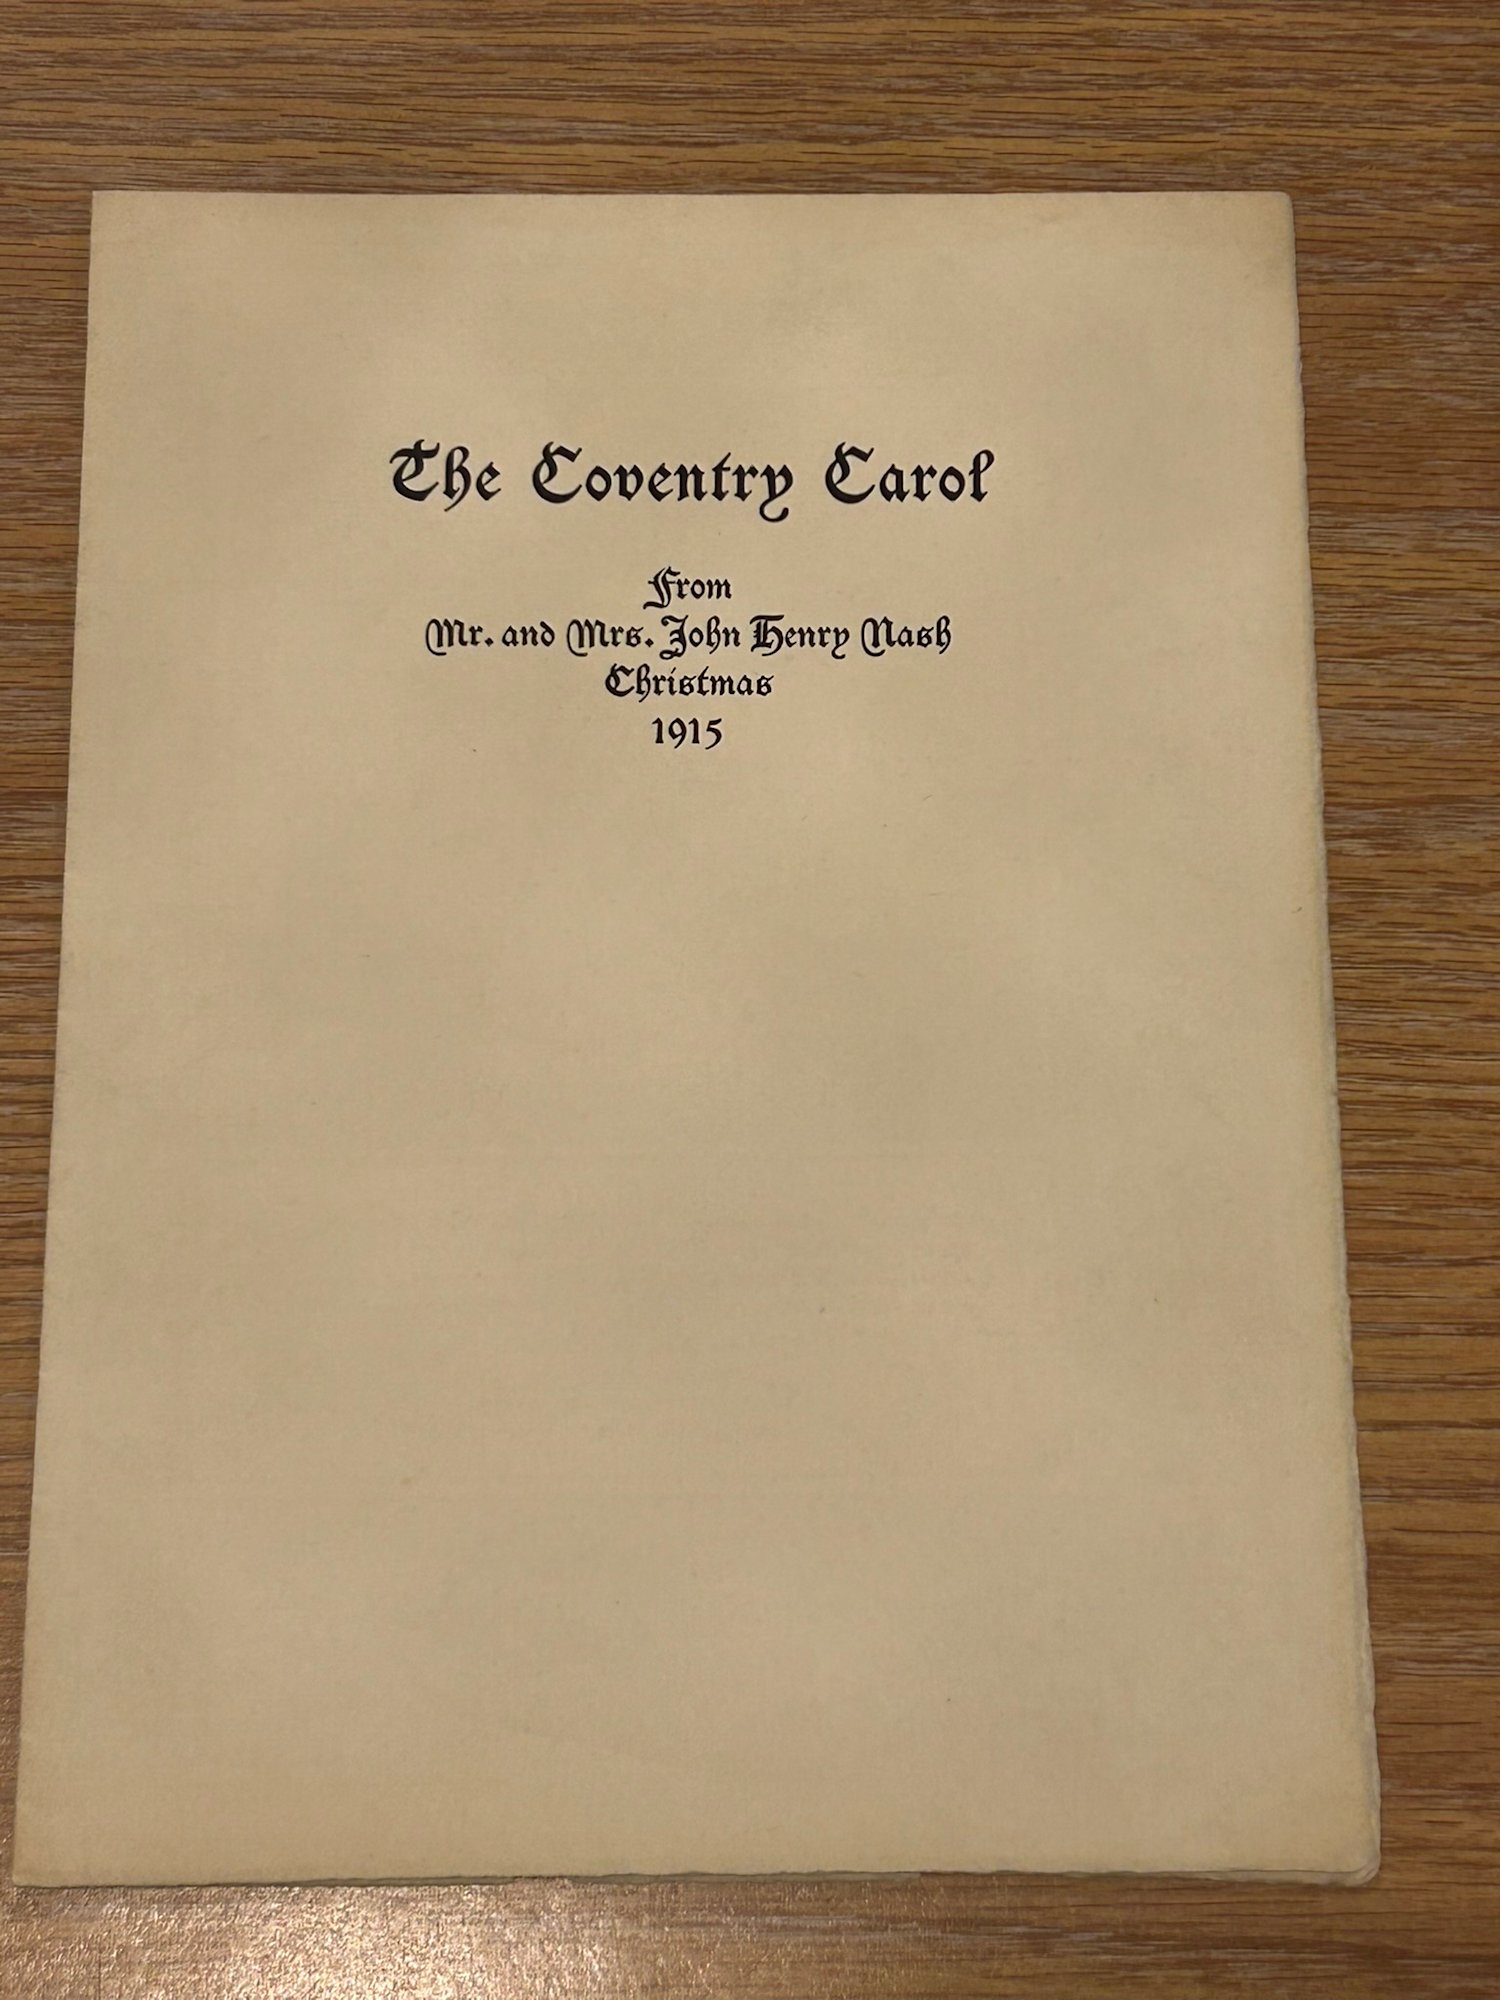 The Coventry Carol
From
Mr. and Mrs. John Henry Nash
Christmas
1915